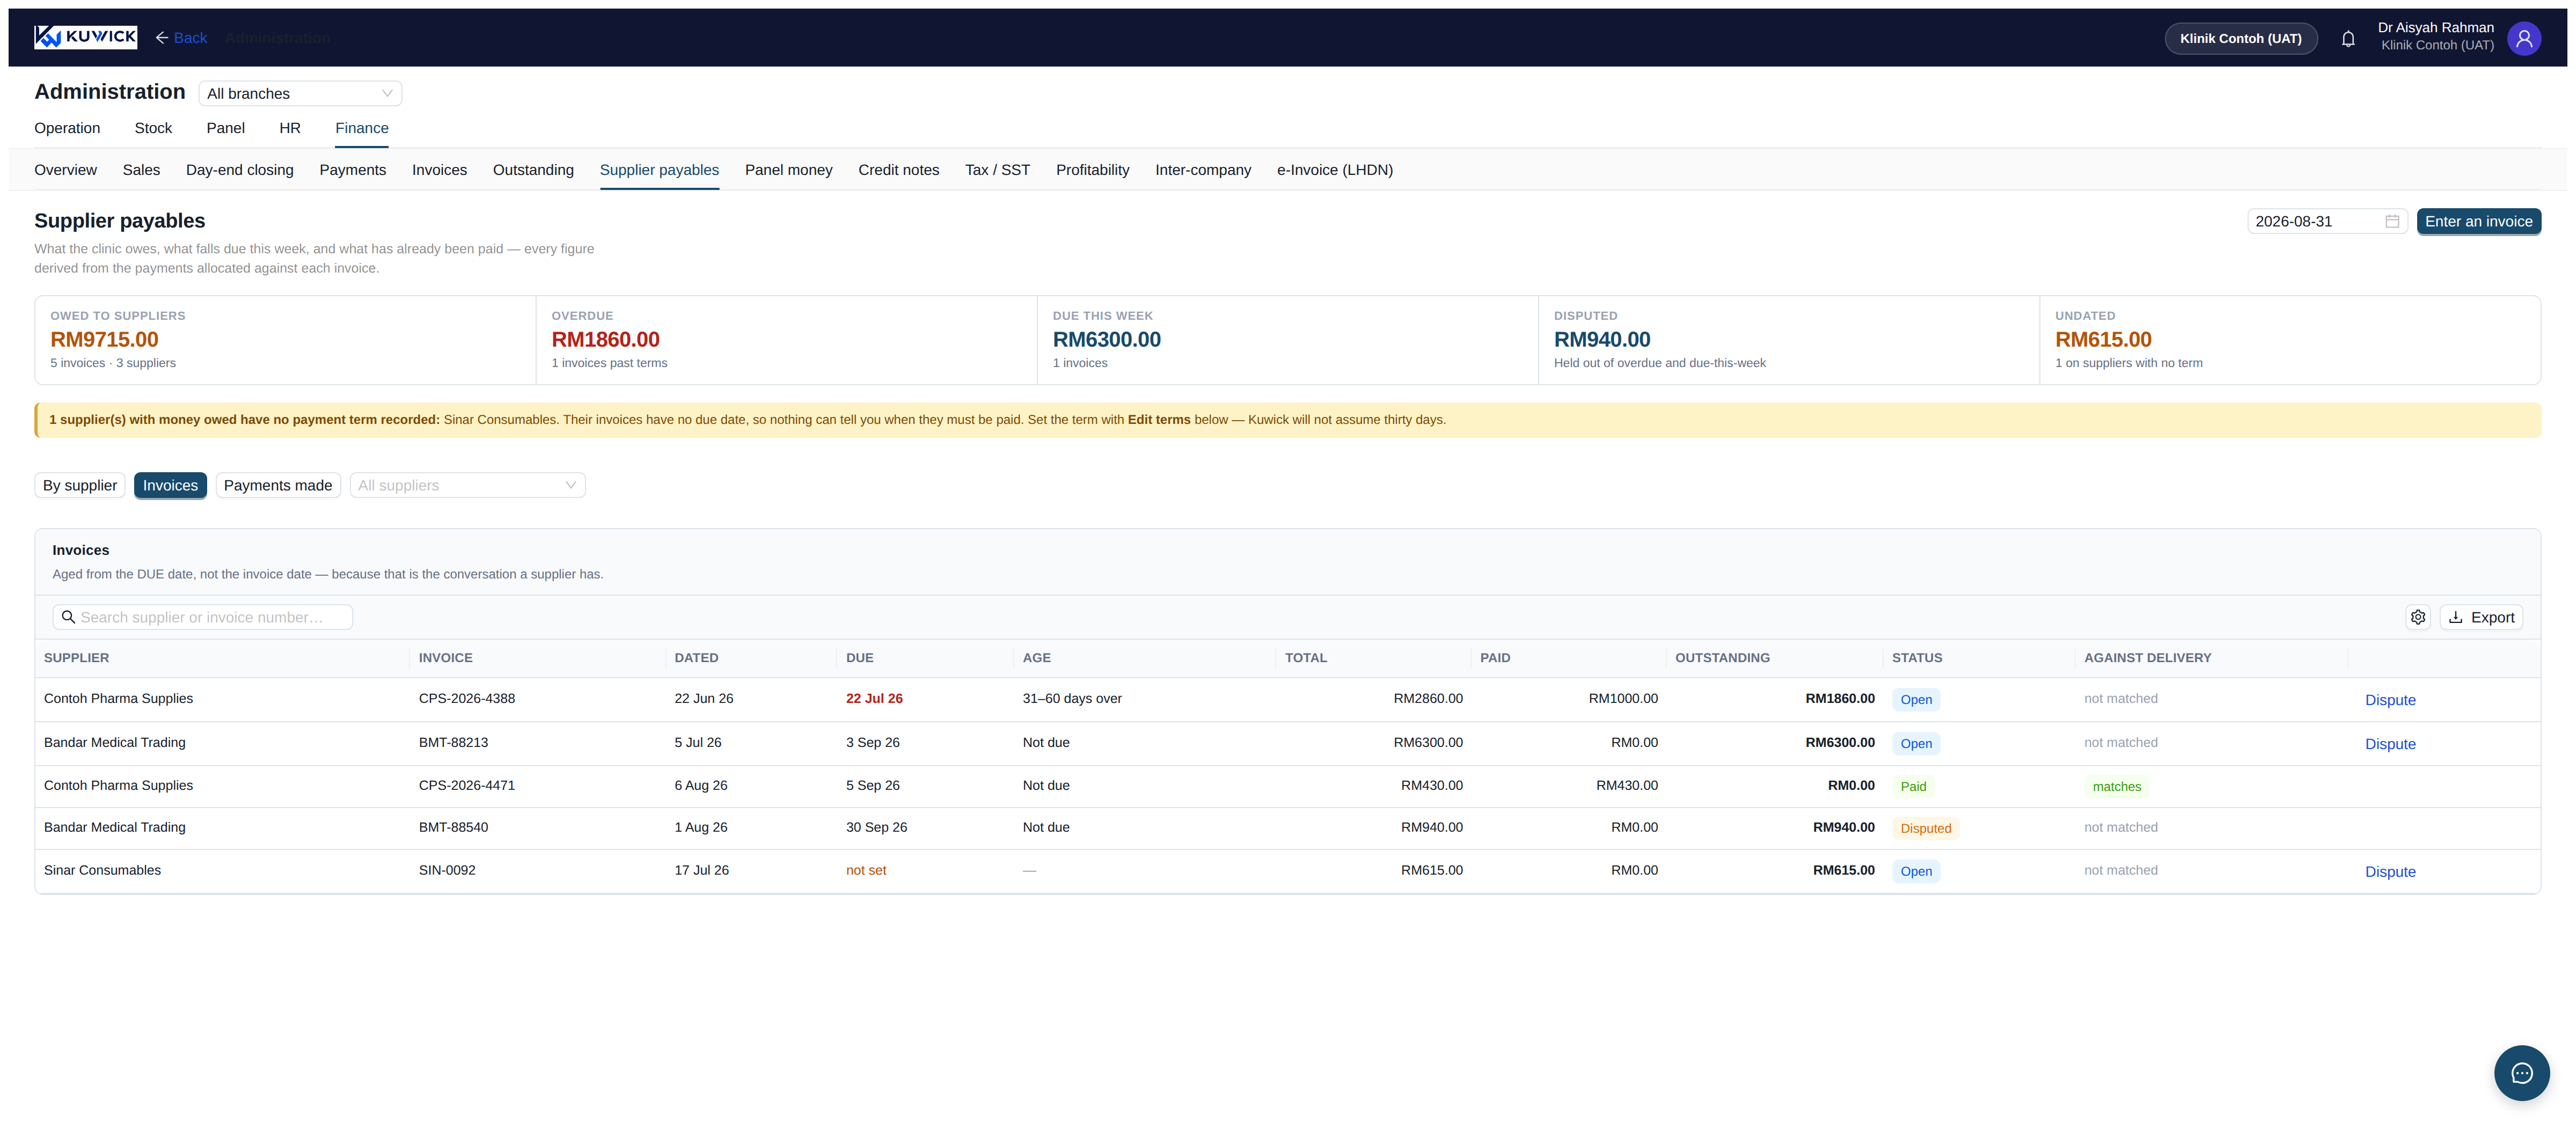 KUWICK
Back Administration
Klinik Contoh (UAT)
Dr Aisyah Rahman
Klinik Contoh (UAT)
Administration All branches
Operation Stock Panel HR Finance
Overview Sales Day-end closing Payments Invoices Outstanding Supplier payables Panel money Credit notes Tax / SST Profitability Inter-company e-Invoice (LHDN)
Supplier payables
What the clinic owes, what falls due this week, and what has already been paid — every figure
derived from the payments allocated against each invoice.
2026-08-31 Enter an invoice
OWED TO SUPPLIERS
RM9715.00
5 invoices · 3 suppliers
OVERDUE
RM1860.00
1 invoices past terms
DUE THIS WEEK
RM6300.00
1 invoices
DISPUTED
RM940.00
Held out of overdue and due-this-week
UNDATED
RM615.00
1 on suppliers with no term
1 supplier(s) with money owed have no payment term recorded: Sinar Consumables. Their invoices have no due date, so nothing can tell you when they must be paid. Set the term with Edit terms below — Kuwick will not assume thirty days.
By supplier Invoices Payments made All suppliers
Invoices
Aged from the DUE date, not the invoice date — because that is the conversation a supplier has.
Search supplier or invoice number… Export
SUPPLIER INVOICE DATED DUE AGE TOTAL PAID OUTSTANDING STATUS AGAINST DELIVERY
Contoh Pharma Supplies CPS-2026-4388 22 Jun 26 22 Jul 26 31–60 days over RM2860.00 RM1000.00 RM1860.00 Open not matched Dispute
Bandar Medical Trading BMT-88213 5 Jul 26 3 Sep 26 Not due RM6300.00 RM0.00 RM6300.00 Open not matched Dispute
Contoh Pharma Supplies CPS-2026-4471 6 Aug 26 5 Sep 26 Not due RM430.00 RM430.00 RM0.00 Paid matches
Bandar Medical Trading BMT-88540 1 Aug 26 30 Sep 26 Not due RM940.00 RM0.00 RM940.00 Disputed not matched
Sinar Consumables SIN-0092 17 Jul 26 not set — RM615.00 RM0.00 RM615.00 Open not matched Dispute